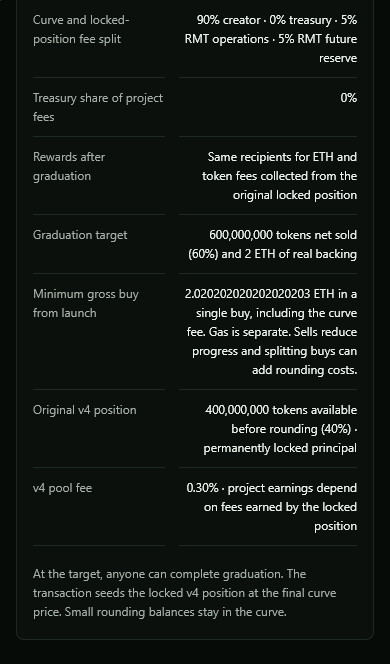 Curve and locked-
position fee split
90% creator · 0% treasury · 5%
RMT operations · 5% RMT future
reserve
Treasury share of project
fees
0%
Rewards after
graduation
Same recipients for ETH and
token fees collected from the
original locked position
Graduation target
600,000,000 tokens net sold
(60%) and 2 ETH of real backing
Minimum gross buy
from launch
2.020202020202020203 ETH in a
single buy, including the curve
fee. Gas is separate. Sells reduce
progress and splitting buys can
add rounding costs.
Original v4 position
400,000,000 tokens available
before rounding (40%) ·
permanently locked principal
v4 pool fee
0.30% · project earnings depend
on fees earned by the locked
position
At the target, anyone can complete graduation. The
transaction seeds the locked v4 position at the final curve
price. Small rounding balances stay in the curve.